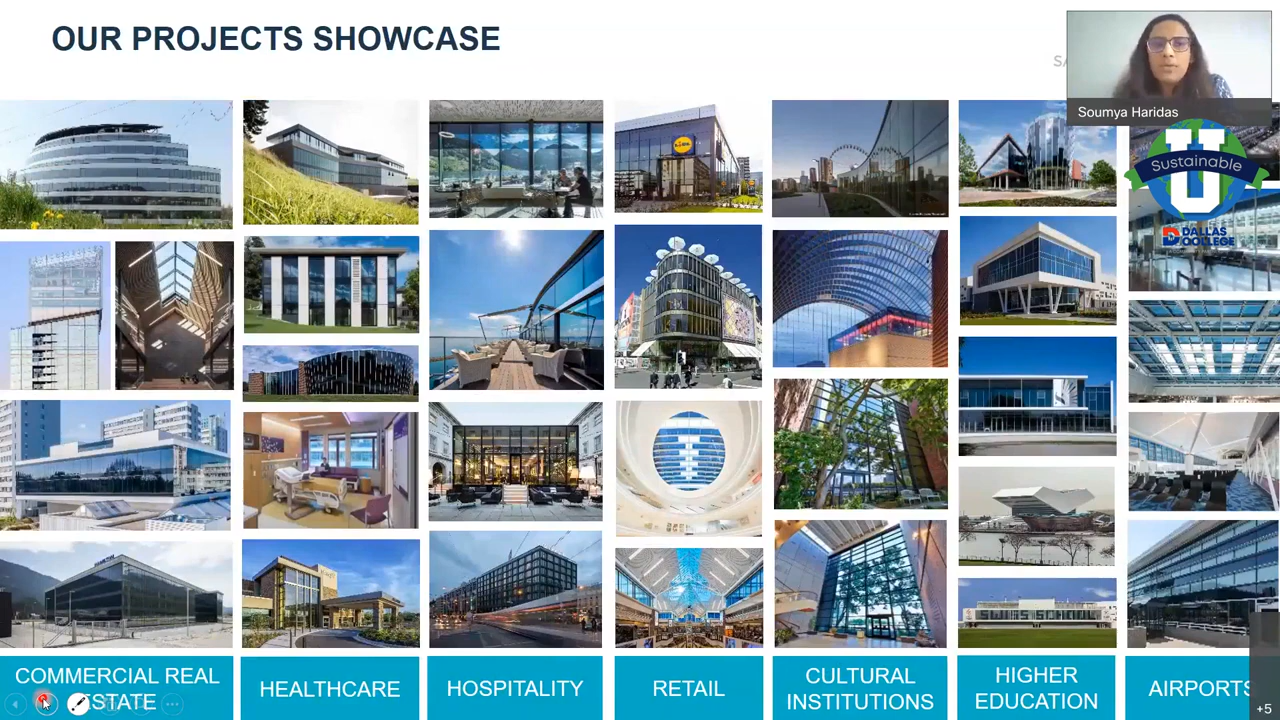 OUR PROJECTS SHOWCASE
Soumya Haridas
Sustainable
U
DALLAS
COLLEGE
COMMERCIAL REAL
ESTATE
HEALTHCARE
HOSPITALITY
RETAIL
CULTURAL
INSTITUTIONS
HIGHER
EDUCATION
AIRPORTS
+5